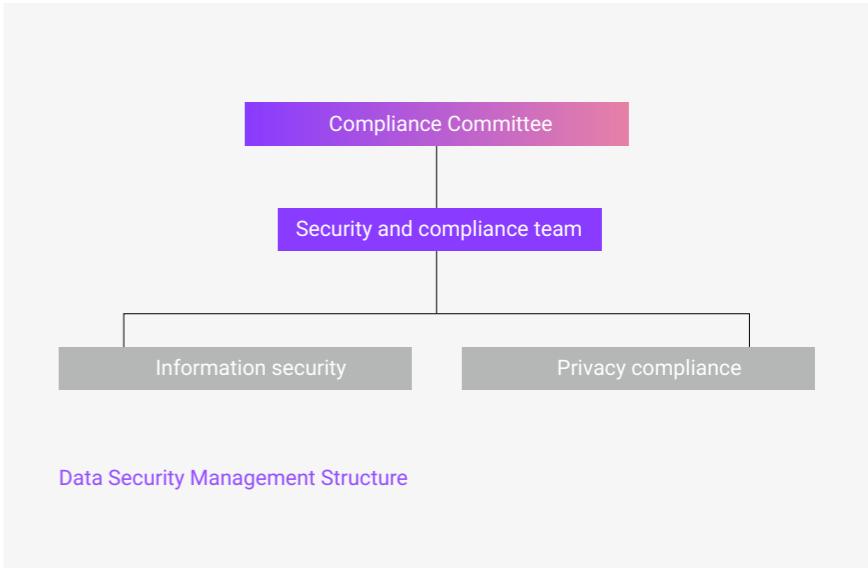 Compliance Committee
Security and compliance team
Information security
Privacy compliance
Data Security Management Structure